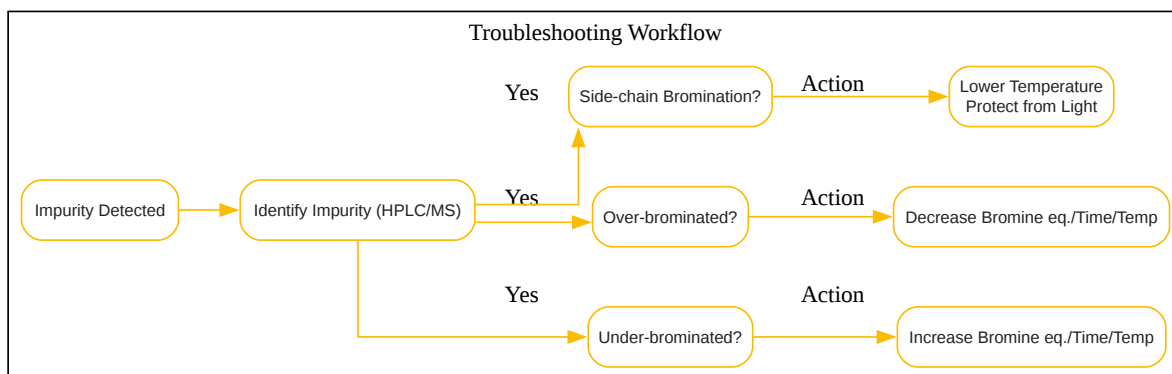 Troubleshooting Workflow
Yes
Side-chain Bromination?
Action
Lower Temperature
Protect from Light
Impurity Detected
Identify Impurity (HPLC/MS)
Yes
Over-brominated?
Action
Decrease Bromine eq./Time/Temp
Yes
Under-brominated?
Action
Increase Bromine eq./Time/Temp